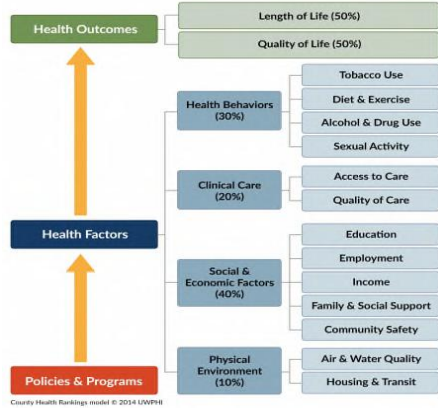 Health Outcomes
Length of Life (50%)
Quality of Life (50%)
Health Factors
Health Behaviors
(30%)
Tobacco Use
Diet & Exercise
Alcohol & Drug Use
Sexual Activity
Clinical Care
(20%)
Access to Care
Quality of Care
Social &
Economic Factors
(40%)
Education
Employment
Income
Family & Social Support
Community Safety
Physical
Environment
(10%)
Air & Water Quality
Housing & Transit
Policies & Programs
County Health Rankings model © 2014 UWPHI